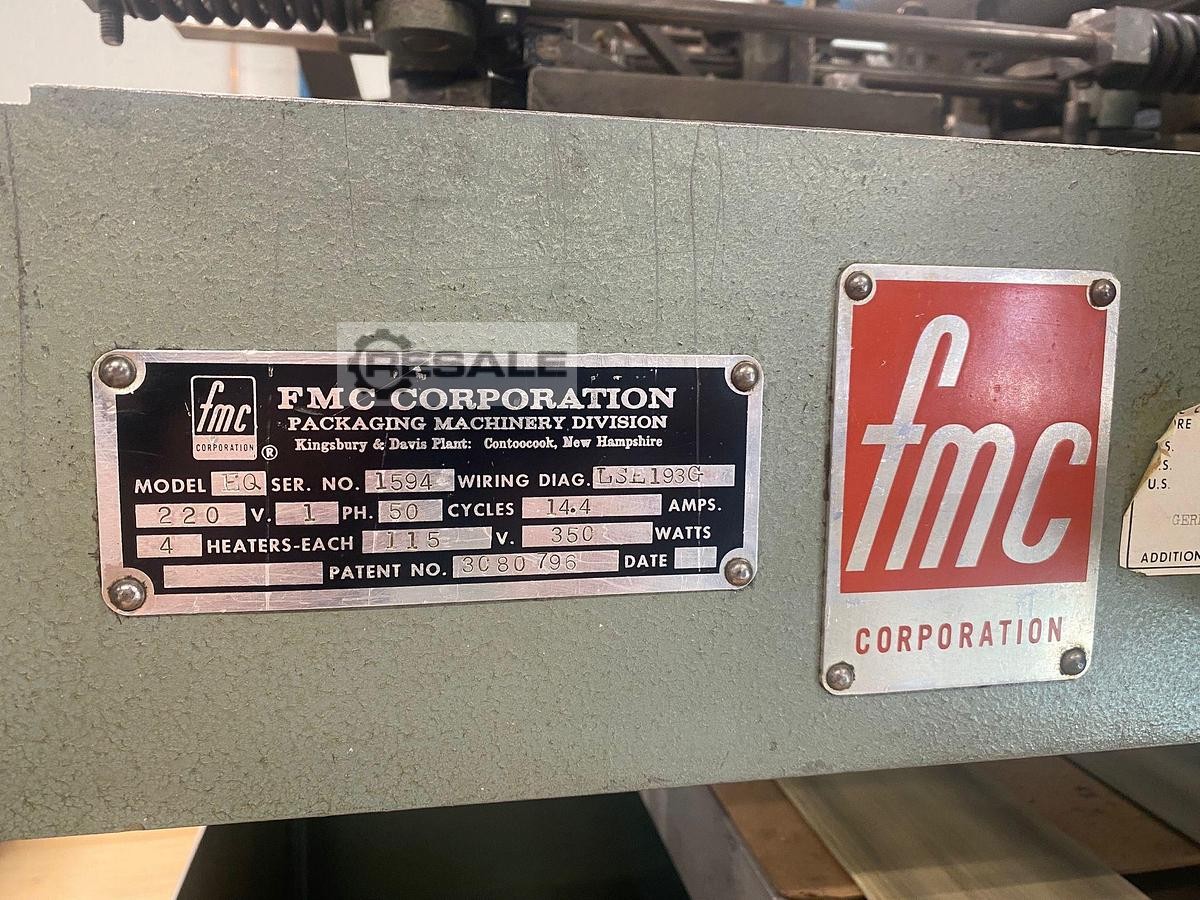 RESALE
fmc
CORPORATION
®
FMC CORPORATION
PACKAGING MACHINERY DIVISION
Kingsbury & Davis Plant: Contoocook, New Hampshire
MODEL EQ SER. NO. 1594 WIRING DIAG. LSE193G
220 V. 1 PH. 50 CYCLES 14.4 AMPS.
4 HEATERS-EACH 115 V. 350 WATTS
PATENT NO. 3080796 DATE
fmc
CORPORATION
U.S.
ADDITION